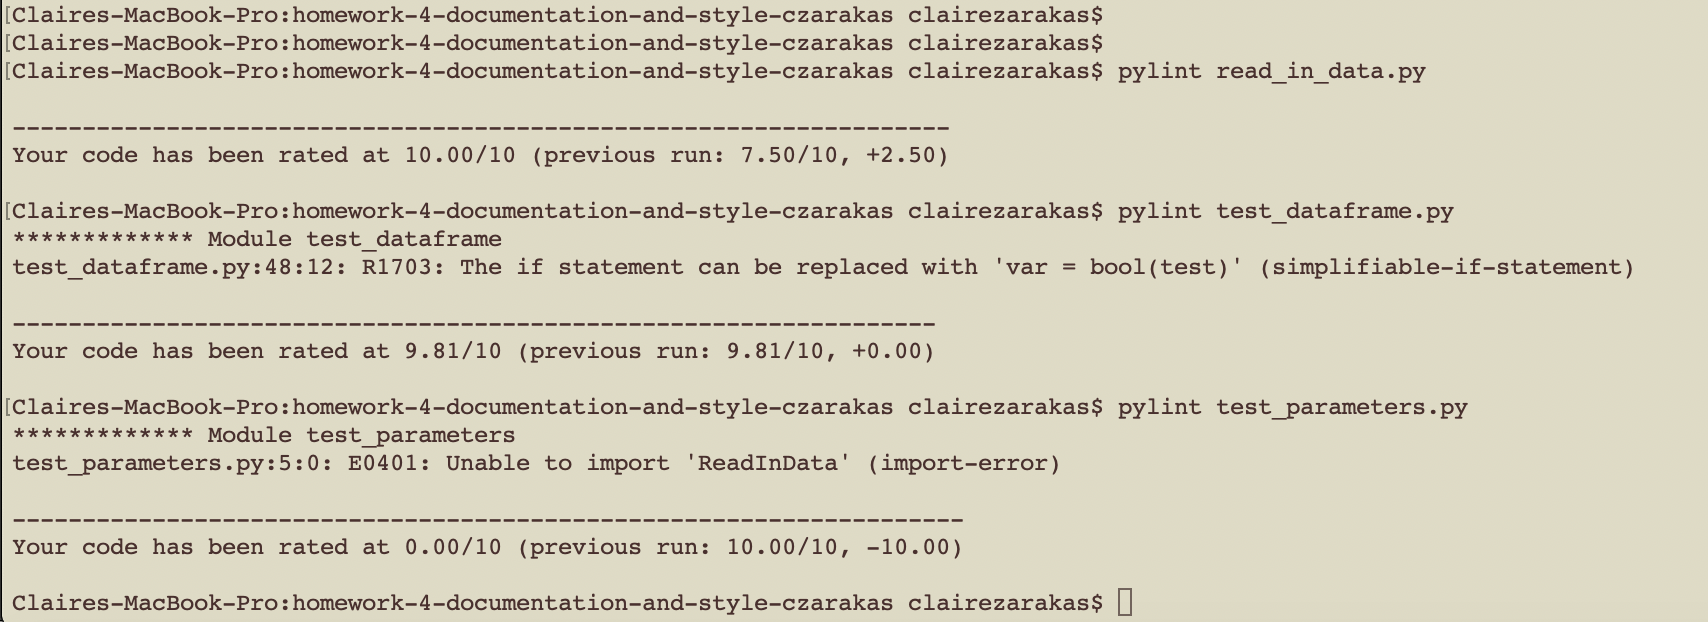 [Claires-MacBook-Pro:homework-4-documentation-and-style-czarakas clairezarakas$
[Claires-MacBook-Pro:homework-4-documentation-and-style-czarakas clairezarakas$
[Claires-MacBook-Pro:homework-4-documentation-and-style-czarakas clairezarakas$ pylint read_in_data.py
-------------------------------------------------------------------
Your code has been rated at 10.00/10 (previous run: 7.50/10, +2.50)
[Claires-MacBook-Pro:homework-4-documentation-and-style-czarakas clairezarakas$ pylint test_dataframe.py
************* Module test_dataframe
test_dataframe.py:48:12: R1703: The if statement can be replaced with 'var = bool(test)' (simplifiable-if-statement)
------------------------------------------------------------------
Your code has been rated at 9.81/10 (previous run: 9.81/10, +0.00)
[Claires-MacBook-Pro:homework-4-documentation-and-style-czarakas clairezarakas$ pylint test_parameters.py
************* Module test_parameters
test_parameters.py:5:0: E0401: Unable to import 'ReadInData' (import-error)
--------------------------------------------------------------------
Your code has been rated at 0.00/10 (previous run: 10.00/10, -10.00)
Claires-MacBook-Pro:homework-4-documentation-and-style-czarakas clairezarakas$